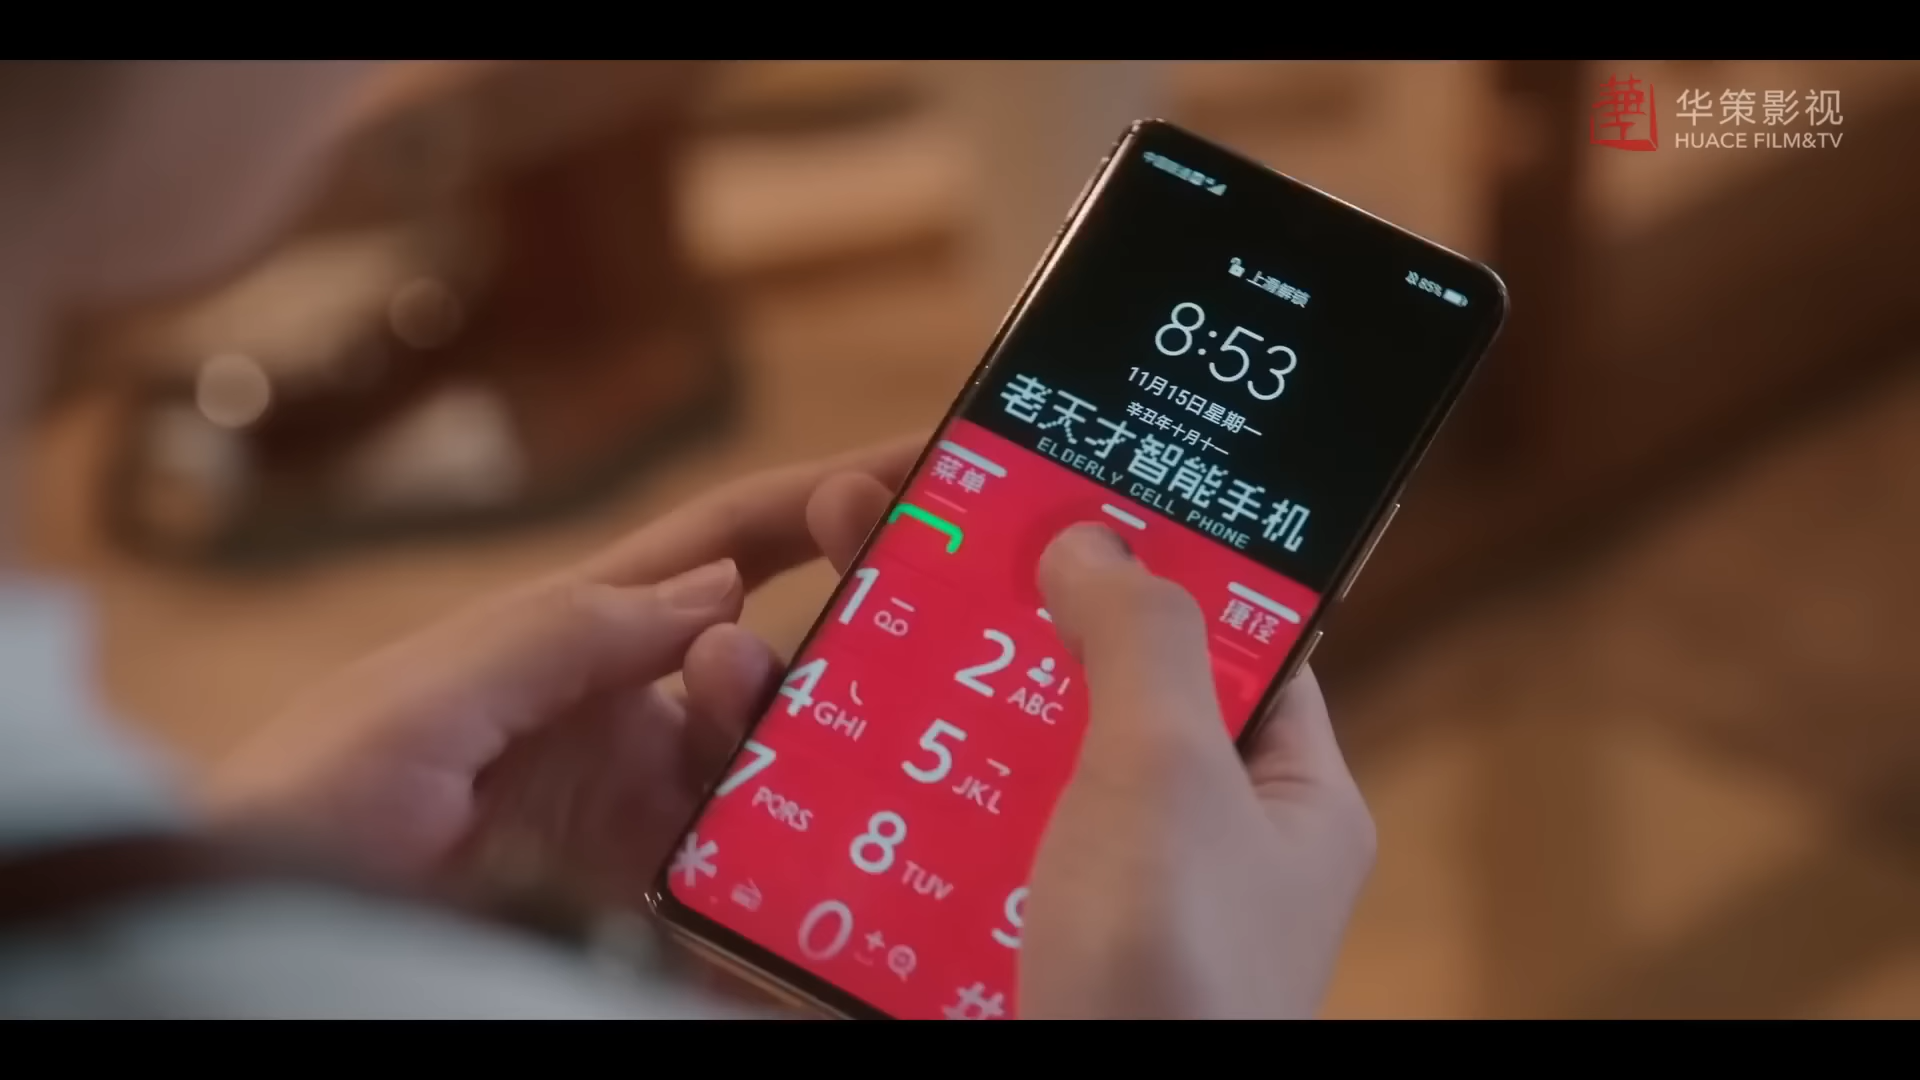 华策影视
HUACE FILM&TV
85%
上滑解锁
8:53
11月15日星期一
辛丑年十月十一
老天才智能手机
ELDERLY CELL PHONE
菜单
捷径
1
2 ABC
4 GHI
5 JKL
7 PQRS
8 TUV
9
*
0 +
#